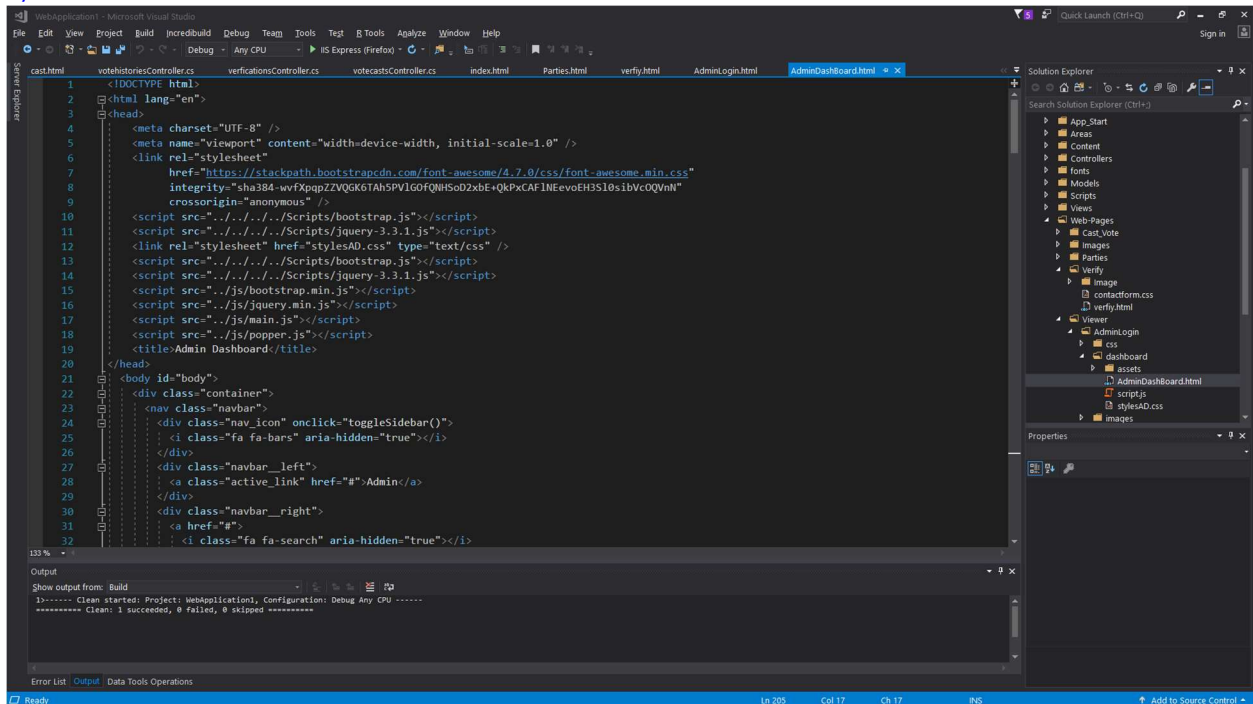 WebApplication1 - Microsoft Visual Studio
5
Quick Launch (Ctrl+Q)
File Edit View Project Build Incredibuild Debug Team Tools Test R Tools Analyze Window Help
Sign in
Debug Any CPU IIS Express (Firefox)
Server Explorer
cast.html votehistoriesController.cs verficationsController.cs votecastsController.cs index.html Parties.html verfiy.html AdminLogin.html AdminDashBoard.html
1 <!DOCTYPE html>
2 <html lang="en">
3 <head>
4 <meta charset="UTF-8" />
5 <meta name="viewport" content="width=device-width, initial-scale=1.0" />
6 <link rel="stylesheet"
7 href="https://stackpath.bootstrapcdn.com/font-awesome/4.7.0/css/font-awesome.min.css"
8 integrity="sha384-wvfXpqpZZVQGK6TAh5PVlGOfQNHSoD2xbE+QkPxCAFlNEevoEH3Sl0sibVcOQVnN"
9 crossorigin="anonymous" />
10 <script src="../../../../Scripts/bootstrap.js"></script>
11 <script src="../../../../Scripts/jquery-3.3.1.js"></script>
12 <link rel="stylesheet" href="stylesAD.css" type="text/css" />
13 <script src="../../../../Scripts/bootstrap.js"></script>
14 <script src="../../../../Scripts/jquery-3.3.1.js"></script>
15 <script src="../js/bootstrap.min.js"></script>
16 <script src="../js/jquery.min.js"></script>
17 <script src="../js/main.js"></script>
18 <script src="../js/popper.js"></script>
19 <title>Admin Dashboard</title>
20 </head>
21 <body id="body">
22 <div class="container">
23 <nav class="navbar">
24 <div class="nav_icon" onclick="toggleSidebar()">
25 <i class="fa fa-bars" aria-hidden="true"></i>
26 </div>
27 <div class="navbar__left">
28 <a class="active_link" href="#">Admin</a>
29 </div>
30 <div class="navbar__right">
31 <a href="#">
32 <i class="fa fa-search" aria-hidden="true"></i>
133 %
Solution Explorer
Search Solution Explorer (Ctrl+;)
App_Start
Areas
Content
Controllers
fonts
Models
Scripts
Views
Web-Pages
Cast_Vote
Images
Parties
Verify
Image
contactform.css
verfiy.html
Viewer
AdminLogin
css
dashboard
assets
AdminDashBoard.html
script.js
stylesAD.css
images
Properties
Output
Show output from: Build
1>------ Clean started: Project: WebApplication1, Configuration: Debug Any CPU ------
========== Clean: 1 succeeded, 0 failed, 0 skipped ==========
Error List Output Data Tools Operations
Ready Ln 205 Col 17 Ch 17 INS Add to Source Control